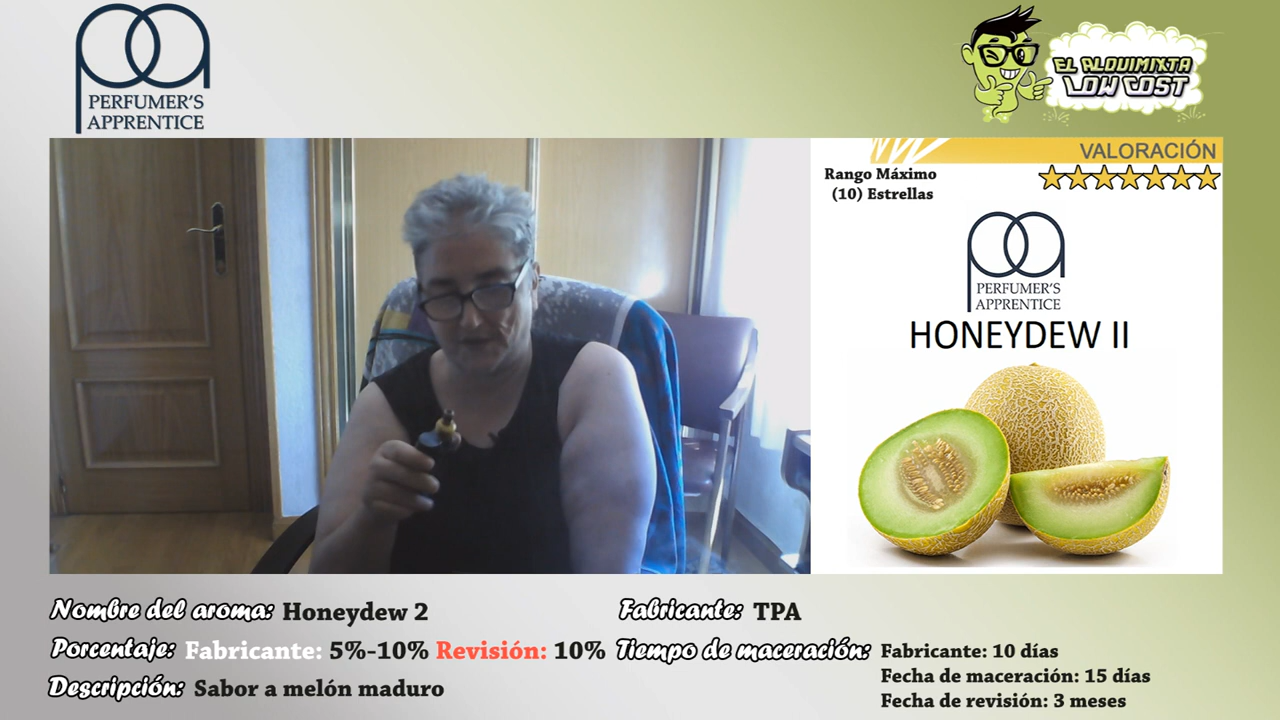 PERFUMER'S
APPRENTICE
EL ALQUIMIXTA
LOW COST
VALORACIÓN
Rango Máximo
(10) Estrellas
PERFUMER'S
APPRENTICE
HONEYDEW II
Nombre del aroma: Honeydew 2
Fabricante: TPA
Porcentaje: Fabricante: 5%-10% Revisión: 10%
Tiempo de maceración: Fabricante: 10 días
Fecha de maceración: 15 días
Fecha de revisión: 3 meses
Descripción: Sabor a melón maduro